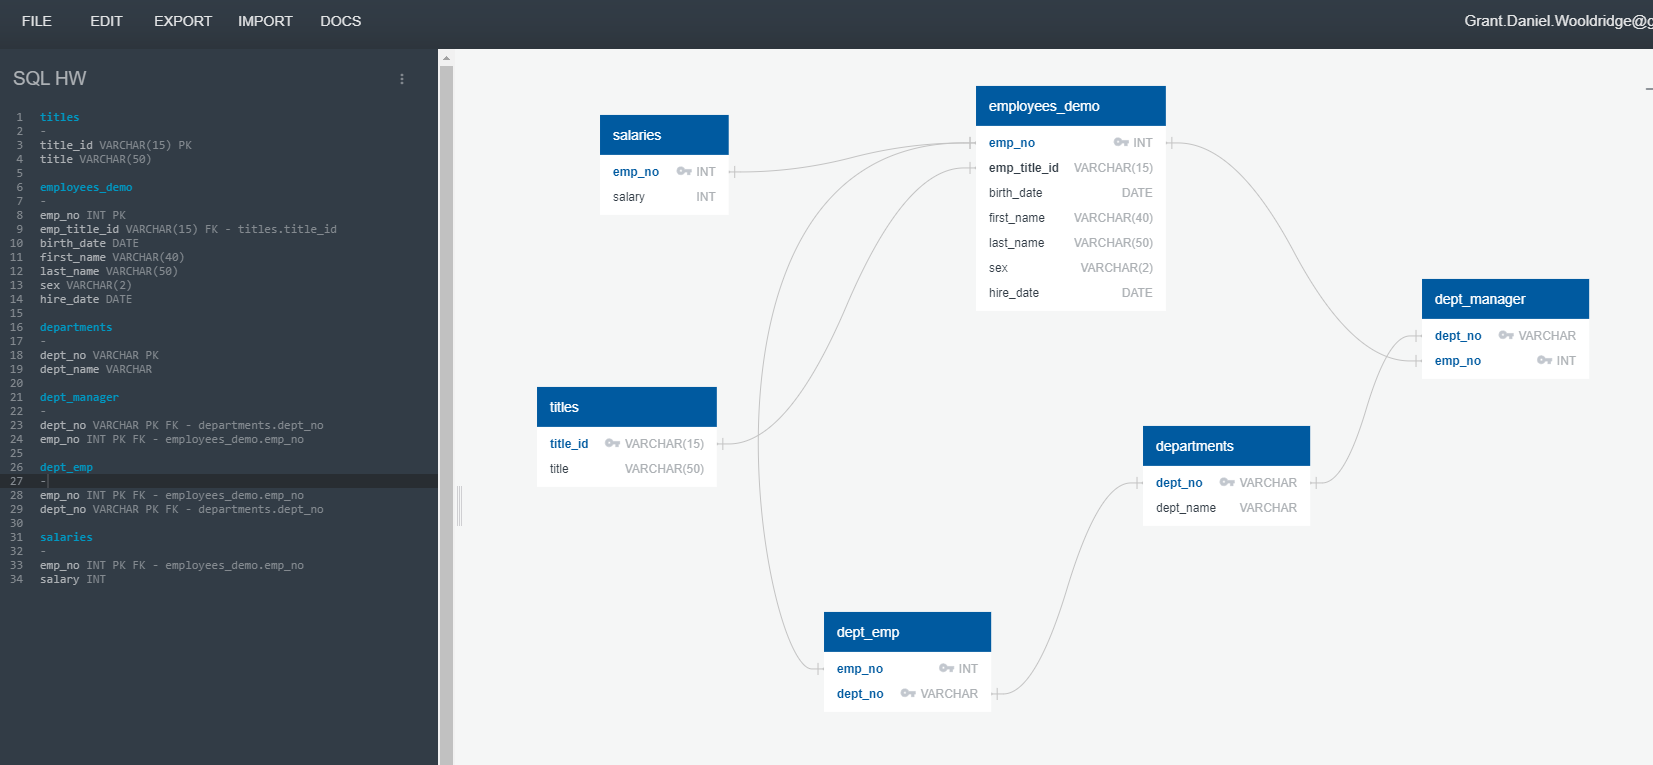 FILE EDIT EXPORT IMPORT DOCS Grant.Daniel.Wooldridge@g
SQL HW
1 titles
2 -
3 title_id VARCHAR(15) PK
4 title VARCHAR(50)
5
6 employees_demo
7 -
8 emp_no INT PK
9 emp_title_id VARCHAR(15) FK - titles.title_id
10 birth_date DATE
11 first_name VARCHAR(40)
12 last_name VARCHAR(50)
13 sex VARCHAR(2)
14 hire_date DATE
15
16 departments
17 -
18 dept_no VARCHAR PK
19 dept_name VARCHAR
20
21 dept_manager
22 -
23 dept_no VARCHAR PK FK - departments.dept_no
24 emp_no INT PK FK - employees_demo.emp_no
25
26 dept_emp
27 -
28 emp_no INT PK FK - employees_demo.emp_no
29 dept_no VARCHAR PK FK - departments.dept_no
30
31 salaries
32 -
33 emp_no INT PK FK - employees_demo.emp_no
34 salary INT
salaries
emp_no INT
salary INT
employees_demo
emp_no INT
emp_title_id VARCHAR(15)
birth_date DATE
first_name VARCHAR(40)
last_name VARCHAR(50)
sex VARCHAR(2)
hire_date DATE
dept_manager
dept_no VARCHAR
emp_no INT
titles
title_id VARCHAR(15)
title VARCHAR(50)
departments
dept_no VARCHAR
dept_name VARCHAR
dept_emp
emp_no INT
dept_no VARCHAR